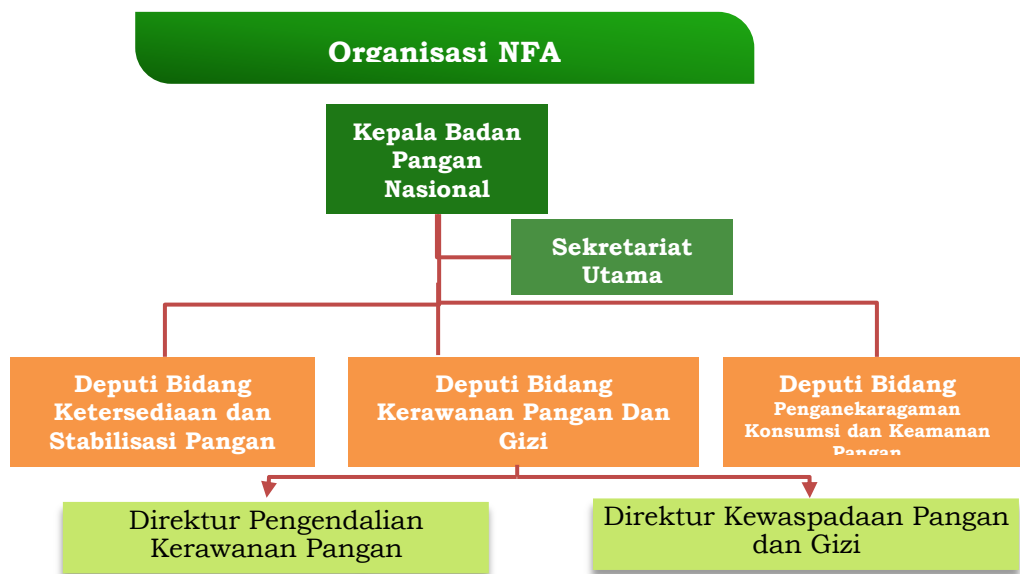 Organisasi NFA
Kepala Badan
Pangan
Nasional
Sekretariat
Utama
Deputi Bidang
Ketersediaan dan
Stabilisasi Pangan
Deputi Bidang
Kerawanan Pangan Dan
Gizi
Deputi Bidang
Penganekaragaman
Konsumsi dan Keamanan
Pangan
Direktur Pengendalian
Kerawanan Pangan
Direktur Kewaspadaan Pangan
dan Gizi